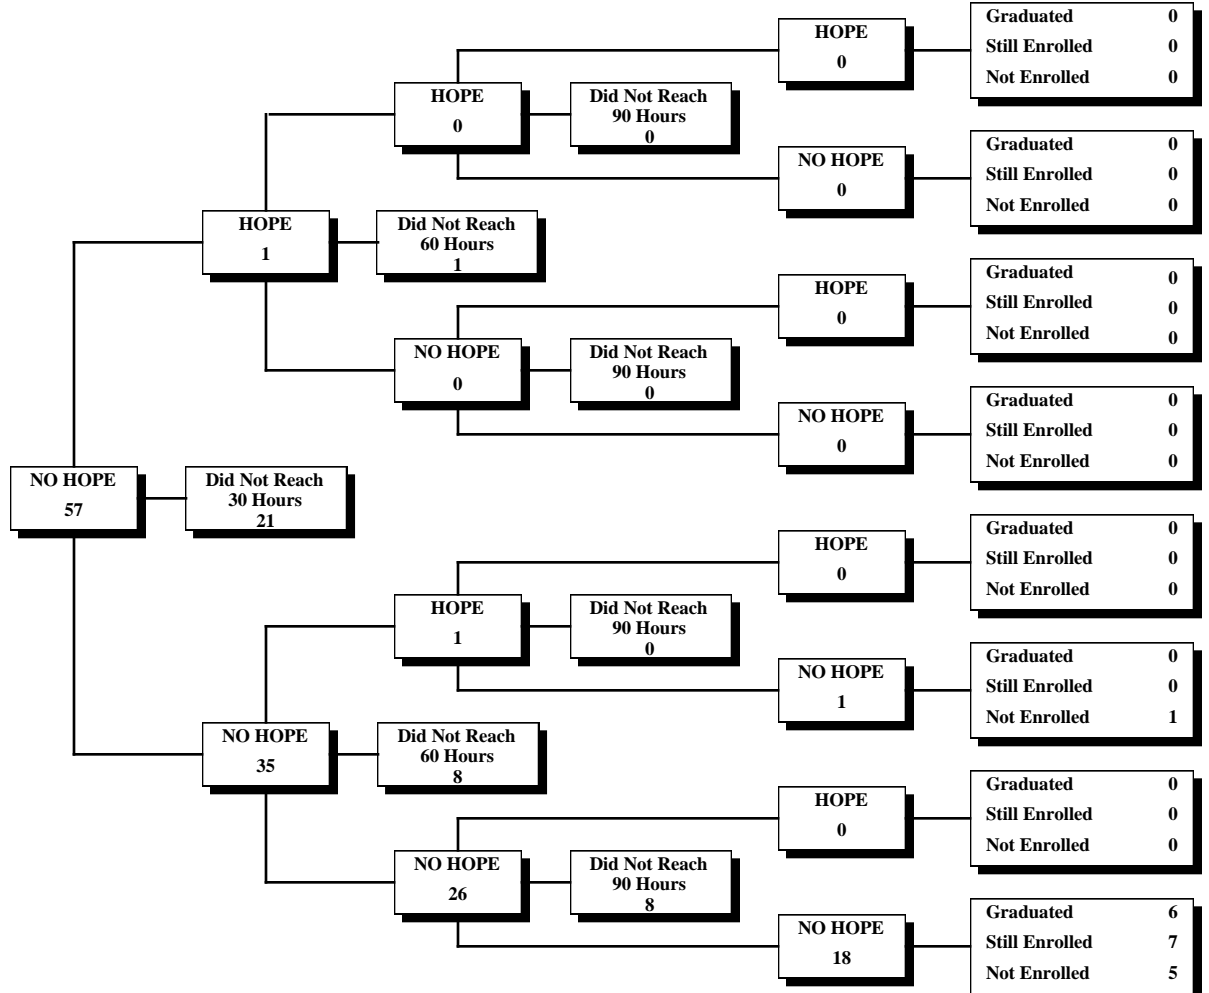 NO HOPE
57
Did Not Reach
30 Hours
21
HOPE
1
Did Not Reach
60 Hours
1
NO HOPE
35
Did Not Reach
60 Hours
8
HOPE
0
Did Not Reach
90 Hours
0
NO HOPE
0
Did Not Reach
90 Hours
0
HOPE
1
Did Not Reach
90 Hours
0
NO HOPE
26
Did Not Reach
90 Hours
8
HOPE
0
Graduated 0
Still Enrolled 0
Not Enrolled 0
NO HOPE
0
Graduated 0
Still Enrolled 0
Not Enrolled 0
HOPE
0
Graduated 0
Still Enrolled 0
Not Enrolled 0
NO HOPE
0
Graduated 0
Still Enrolled 0
Not Enrolled 0
HOPE
0
Graduated 0
Still Enrolled 0
Not Enrolled 0
NO HOPE
1
Graduated 0
Still Enrolled 0
Not Enrolled 1
HOPE
0
Graduated 0
Still Enrolled 0
Not Enrolled 0
NO HOPE
18
Graduated 6
Still Enrolled 7
Not Enrolled 5